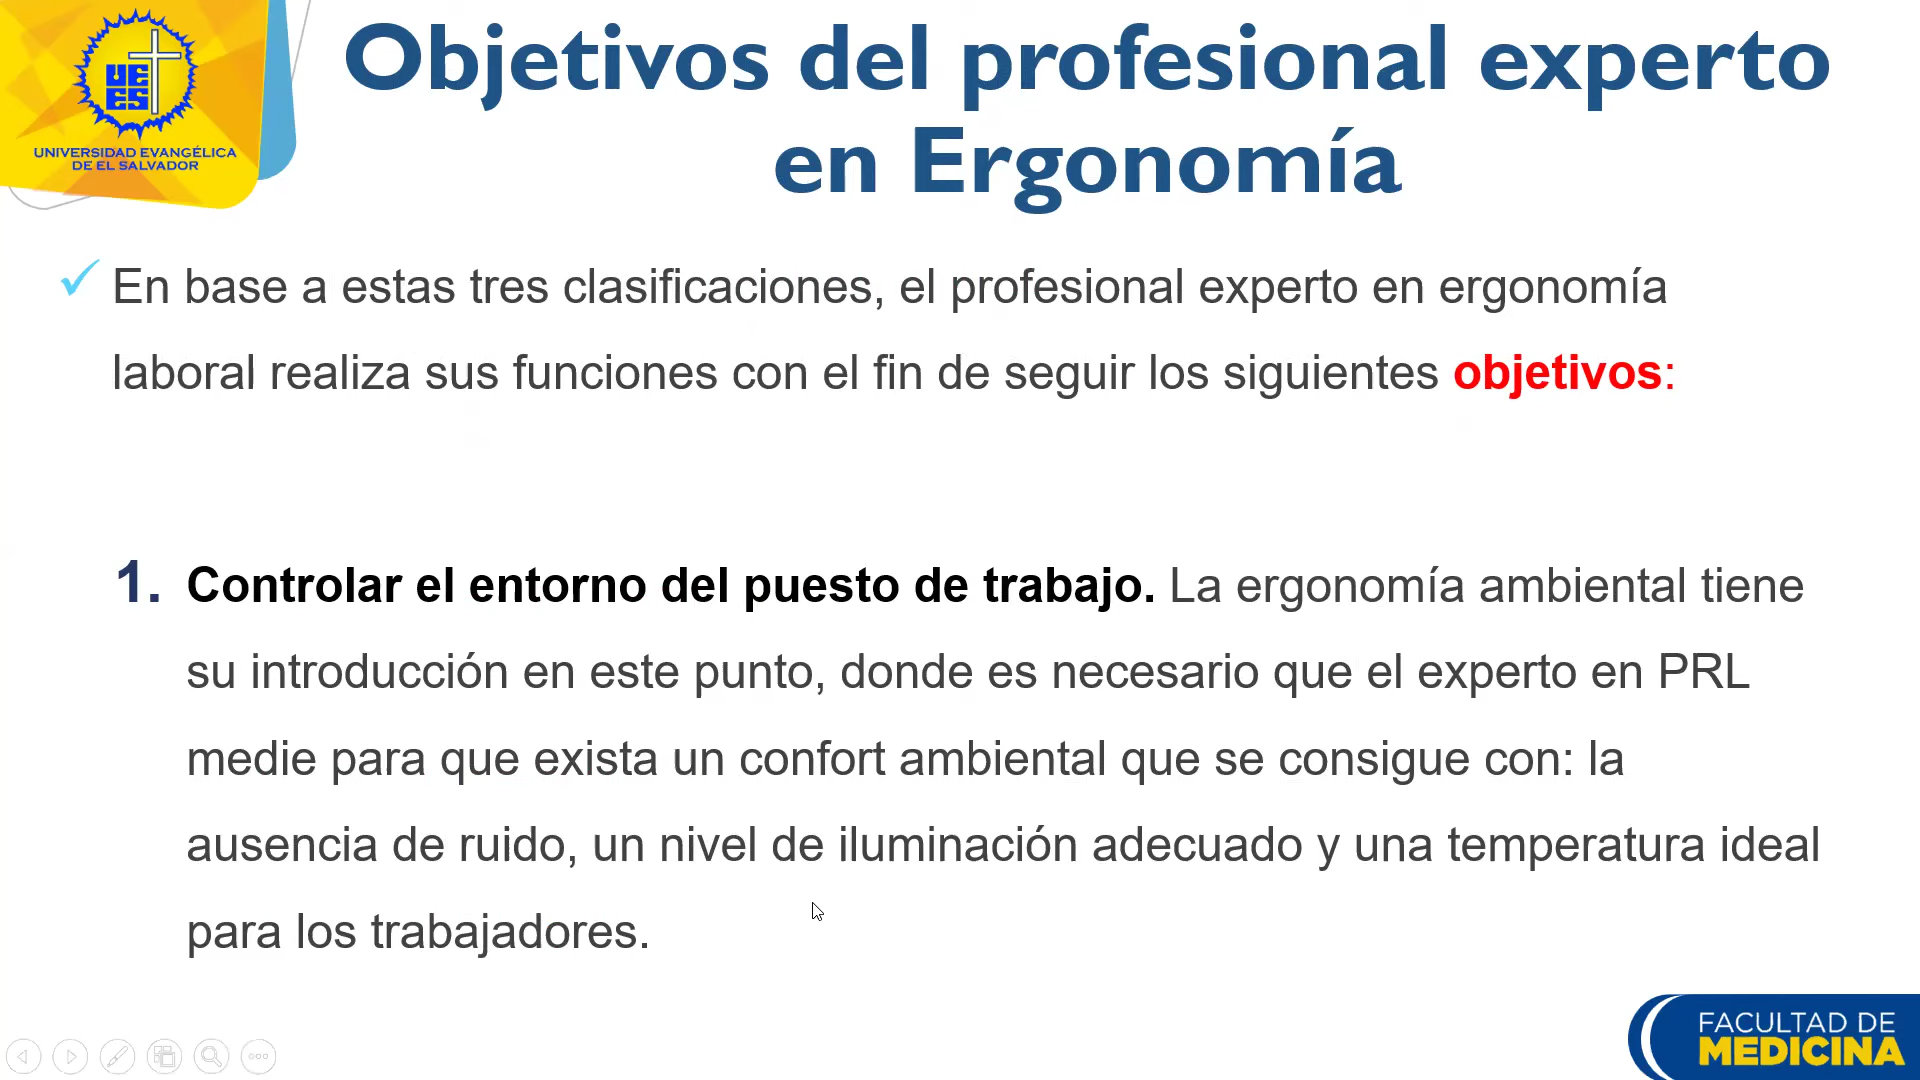 UEES
UNIVERSIDAD EVANGÉLICA
DE EL SALVADOR
Objetivos del profesional experto
en Ergonomía
En base a estas tres clasificaciones, el profesional experto en ergonomía
laboral realiza sus funciones con el fin de seguir los siguientes objetivos:
1. Controlar el entorno del puesto de trabajo. La ergonomía ambiental tiene
su introducción en este punto, donde es necesario que el experto en PRL
medie para que exista un confort ambiental que se consigue con: la
ausencia de ruido, un nivel de iluminación adecuado y una temperatura ideal
para los trabajadores.
FACULTAD DE
MEDICINA